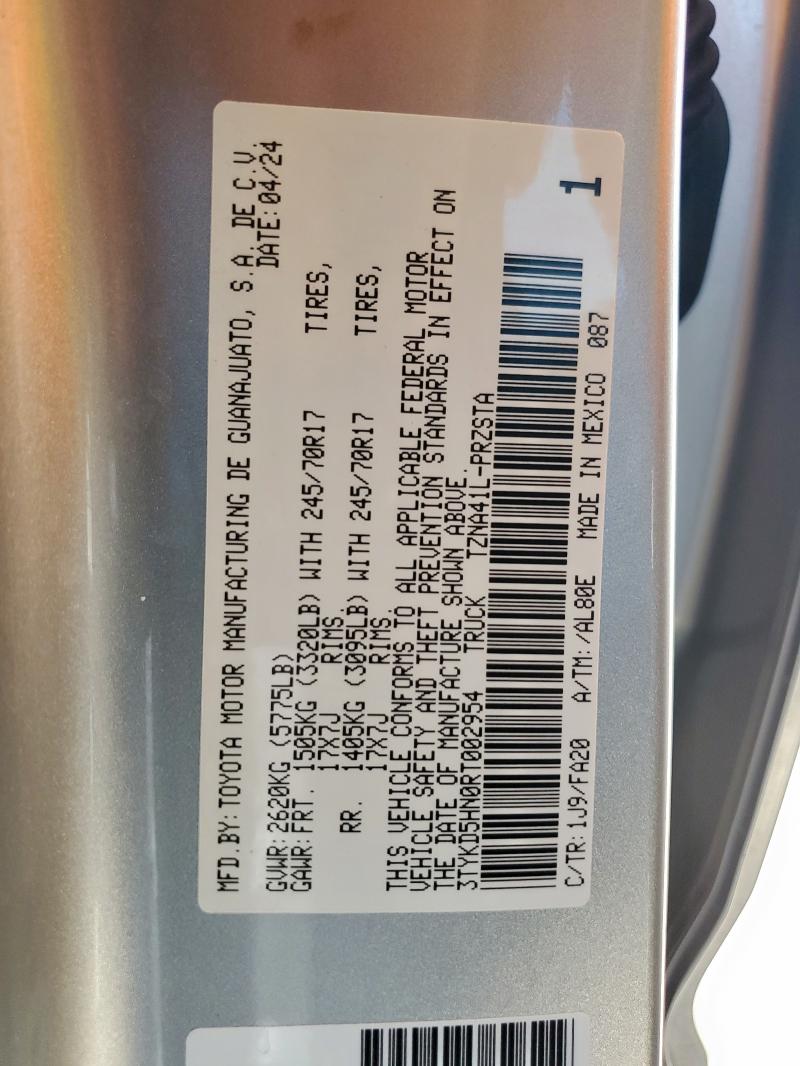 MFD. BY: TOYOTA MOTOR MANUFACTURING DE GUANAJUATO, S. A. DE C. V.
DATE: 04/24
GVWR: 2620KG (5775LB)
GAWR: FRT. 1505KG (3320LB) WITH 245/70R17 TIRES,
17X7J RIMS.
RR. 1405KG (3095LB) WITH 245/70R17 TIRES,
17X7J RIMS.
THIS VEHICLE CONFORMS TO ALL APPLICABLE FEDERAL MOTOR
VEHICLE SAFETY AND THEFT PREVENTION STANDARDS IN EFFECT ON
THE DATE OF MANUFACTURE SHOWN ABOVE.
3TYKD5HN0RT002954 TRUCK TZNA41L-PRZSTA
1
C/TR: 1J9/FA20 A/TM: /AL80E MADE IN MEXICO 087